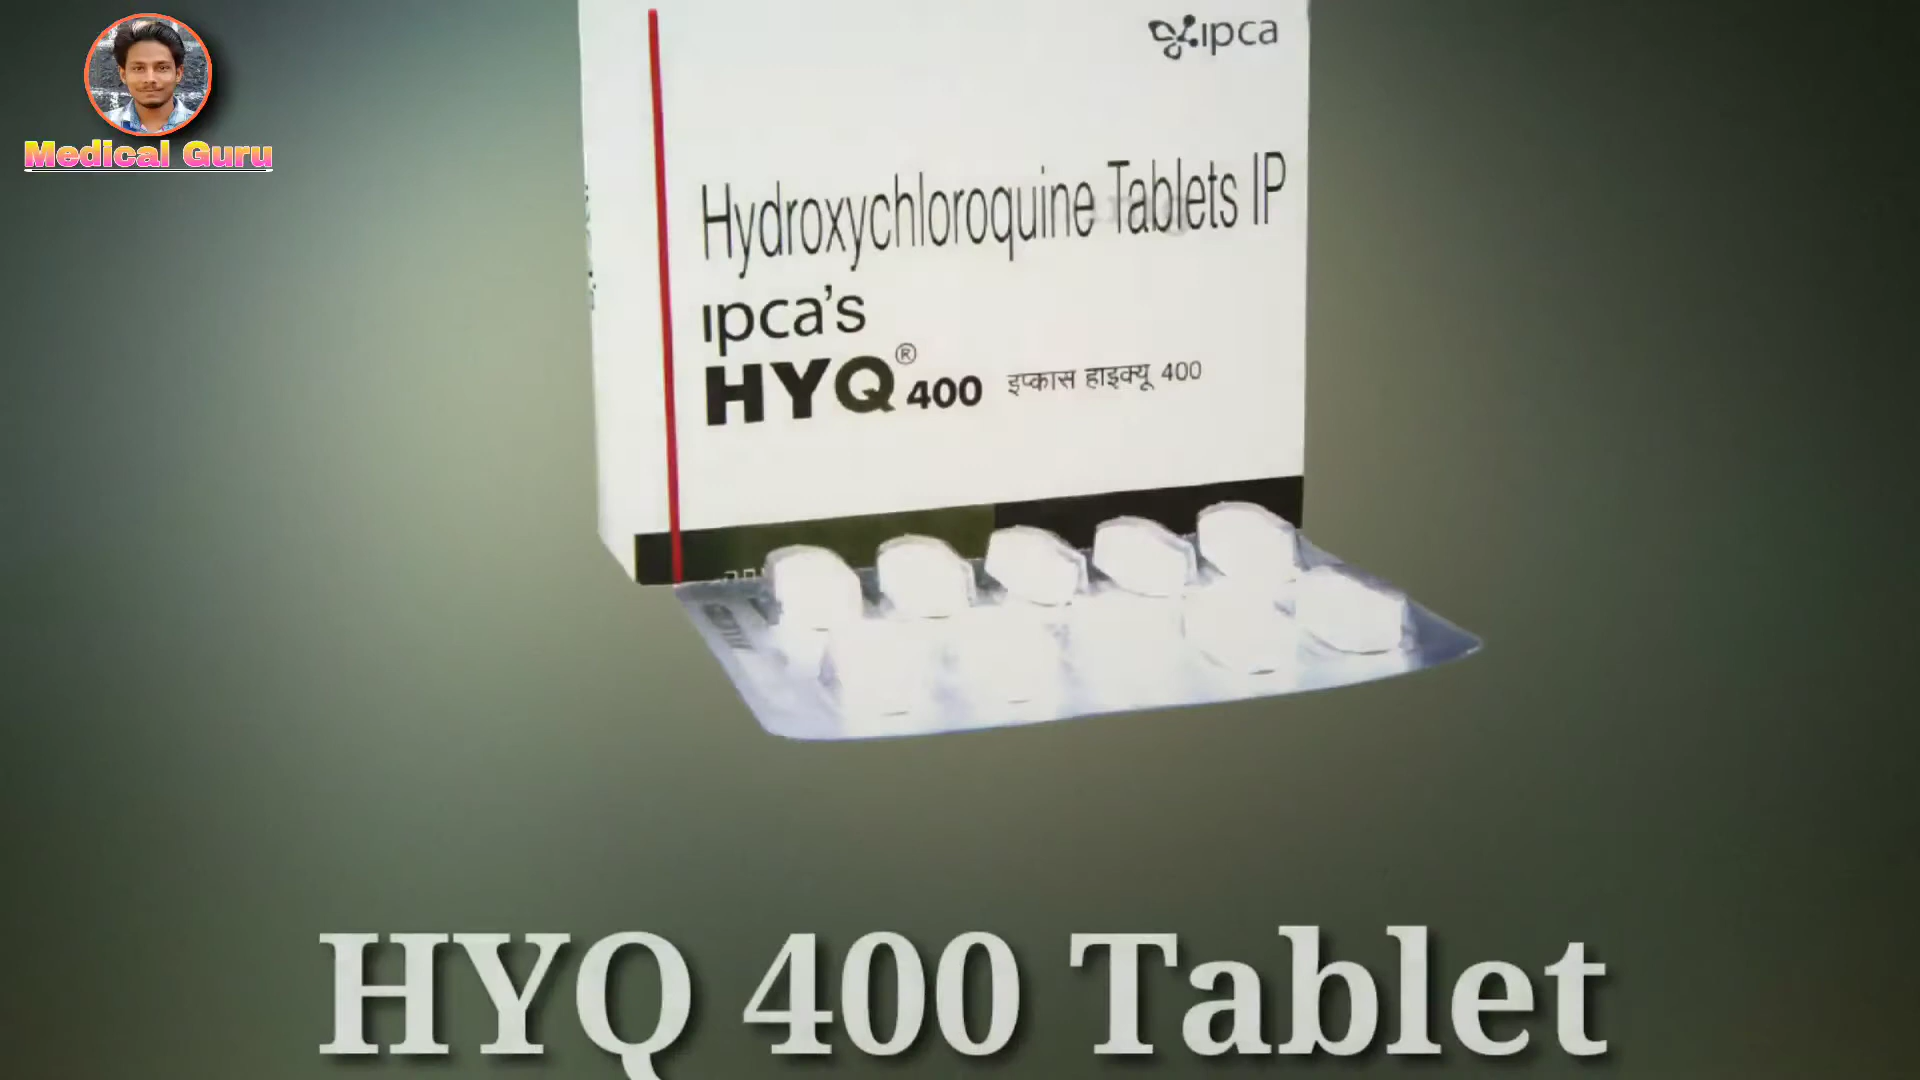 Medical Guru
ipca
Hydroxychloroquine Tablets IP
ipca's
HYQ® 400 इप्कास हाइक्यू 400
HYQ 400 Tablet